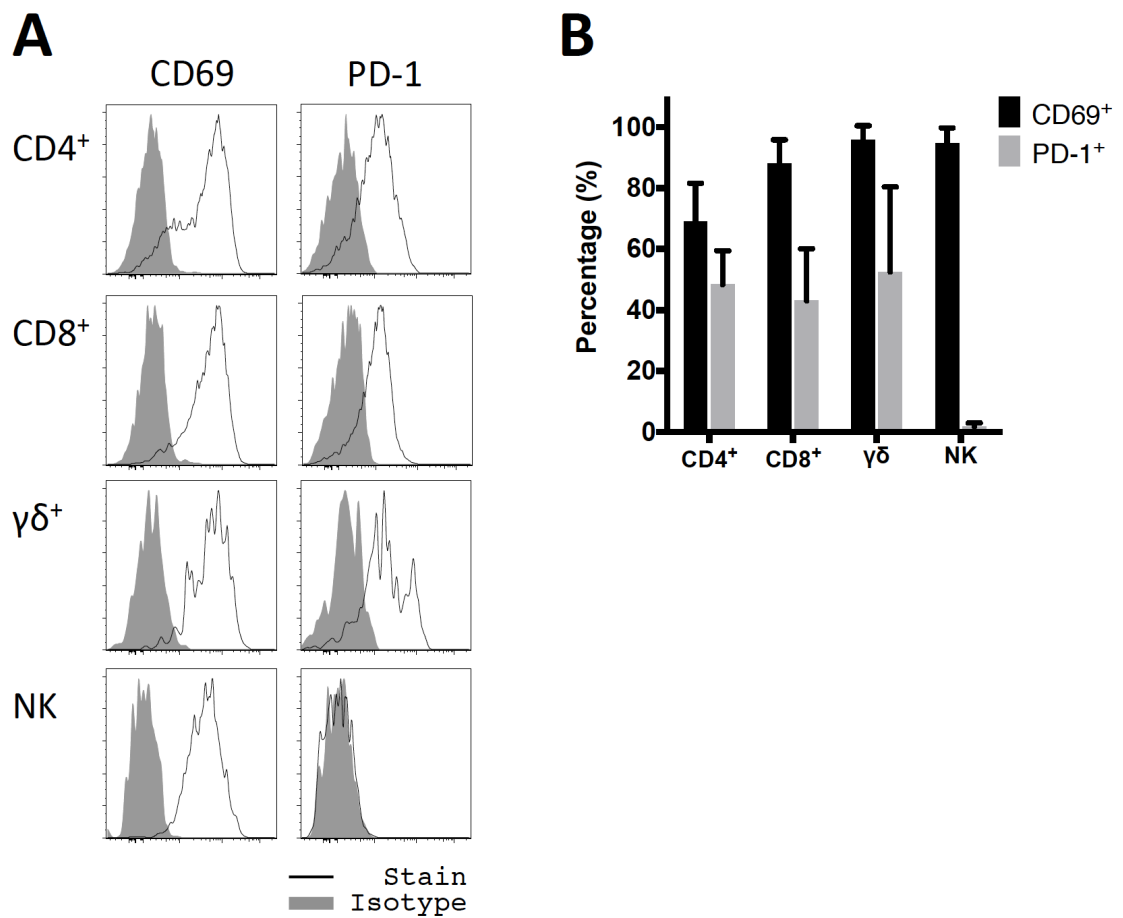 A
CD69 PD-1
CD4⁺
CD8⁺
γδ⁺
NK
Stain
Isotype
B
CD69⁺
PD-1⁺
Percentage (%)
100
80
60
40
20
0
CD4⁺ CD8⁺ γδ NK